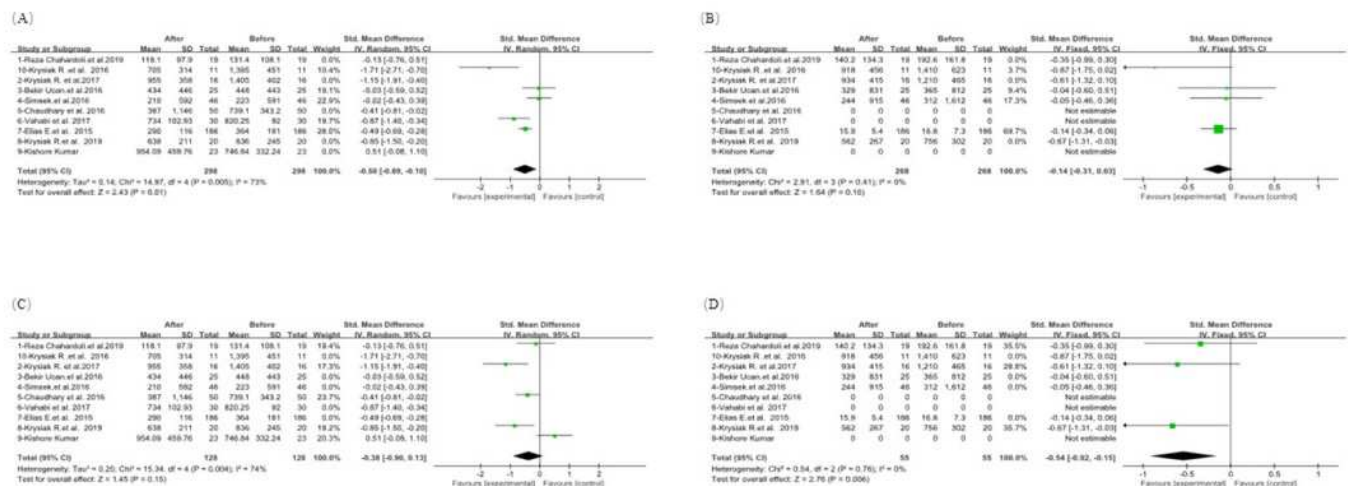 (A)
After Before Std. Mean Difference Std. Mean Difference
Study or Subgroup Mean SD Total Mean SD Total Weight IV, Random, 95% CI IV, Random, 95% CI
1-Reza Chahardoli.et.al.2019 118.1 97.9 19 131.4 108.1 19 0.0% -0.13 [-0.76, 0.51]
10-Krysiak R .et al. 2016 705 314 11 1,395 451 11 10.4% -1.71 [-2.71, -0.70]
2-Krysiak R. et al.2017 955 358 16 1,405 402 16 0.0% -1.15 [-1.91, -0.40]
3-Bekir Ucan.et al.2016 434 446 25 448 443 25 -0.03 [-0.59, 0.52]
4-Simsek.et al.2016 210 592 46 223 591 46 -0.02 [-0.43, 0.39]
5-Chaudhary et al.2016 387 1,146 50 739.1 343.2 50 0.0% -0.41 [-0.81, -0.02]
6-Vahabi et al. 2017 734 102.93 30 820.25 92 30 19.7% -0.87 [-1.40, -0.34]
7-Elias E.et al. 2015 290 116 186 364 181 186 28.0% -0.49 [-0.69, -0.28]
8-Krysiak R et al. 2019 638 211 20 836 245 20 0.0% -0.85 [-1.50, -0.20]
9-Kishore Kumar 954.09 459.76 23 746.84 332.24 23 0.0% 0.51 [-0.08, 1.10]
Total (95% CI) 298 298 100.0% -0.50 [-0.89, -0.10]
Heterogeneity: Tau² = 0.14; Chi² = 14.97, df = 4 (P = 0.005); I² = 73%
Test for overall effect: Z = 2.43 (P = 0.01)
-2 -1 0 1 2
Favours [experimental] Favours [control]
(B)
After Before Std. Mean Difference Std. Mean Difference
Study or Subgroup Mean SD Total Mean SD Total Weight IV, Fixed, 95% CI IV, Fixed, 95% CI
1-Reza Chahardoli.et.al.2019 140.2 134.3 19 192.6 161.8 19 0.0% -0.35 [-0.99, 0.30]
10-Krysiak R .et al. 2016 918 456 11 1,410 623 11 -0.87 [-1.75, 0.02]
2-Krysiak R. et al.2017 934 415 16 1,210 465 16 0.0% -0.61 [-1.32, 0.10]
3-Bekir Ucan.et al.2016 329 831 25 365 812 25 9.4% -0.04 [-0.60, 0.51]
4-Simsek.et al.2016 244 915 46 312 1,612 46 17.3% -0.05 [-0.46, 0.36]
5-Chaudhary et al.2016 0 0 0 0 0 0 Not estimable
6-Vahabi et al. 2017 0 0 0 0 0 0 Not estimable
7-Elias E.et al. 2015 15.9 5.4 186 16.8 7.3 186 69.7% -0.14 [-0.34, 0.06]
8-Krysiak R et al. 2019 562 267 20 756 302 20 0.0% -0.67 [-1.31, -0.03]
9-Kishore Kumar 0 0 0 0 0 0 Not estimable
Total (95% CI) 268 268 100.0% -0.14 [-0.31, 0.03]
Heterogeneity: Chi² = 2.91, df = 3 (P = 0.41); I² = 0%
Test for overall effect: Z = 1.64 (P = 0.10)
-1 -0.5 0 0.5 1
Favours [experimental] Favours [control]
(C)
After Before Std. Mean Difference Std. Mean Difference
Study or Subgroup Mean SD Total Mean SD Total Weight IV, Random, 95% CI IV, Random, 95% CI
1-Reza Chahardoli.et.al.2019 118.1 97.9 19 131.4 108.1 19 -0.13 [-0.76, 0.51]
10-Krysiak R .et al. 2016 705 314 11 1,395 451 11 0.0% -1.71 [-2.71, -0.70]
2-Krysiak R. et al.2017 955 358 16 1,405 402 16 17.3% -1.15 [-1.91, -0.40]
3-Bekir Ucan.et al.2016 434 446 25 448 443 25 0.0% -0.03 [-0.59, 0.52]
4-Simsek.et al.2016 210 592 46 223 591 46 0.0% -0.02 [-0.43, 0.39]
5-Chaudhary et al.2016 387 1,146 50 739.1 343.2 50 23.7% -0.41 [-0.81, -0.02]
6-Vahabi et al. 2017 734 102.93 30 820.25 92 30 0.0% -0.87 [-1.40, -0.34]
7-Elias E.et al. 2015 290 116 186 364 181 186 0.0% -0.49 [-0.69, -0.28]
8-Krysiak R et al. 2019 638 211 20 836 245 20 -0.85 [-1.50, -0.20]
9-Kishore Kumar 954.09 459.76 23 746.84 332.24 23 20.3% 0.51 [-0.08, 1.10]
Total (95% CI) 128 128 100.0% -0.38 [-0.90, 0.13]
Heterogeneity: Tau² = 0.25; Chi² = 15.34, df = 4 (P = 0.004); I² = 74%
Test for overall effect: Z = 1.45 (P = 0.15)
-2 -1 0 1 2
Favours [experimental] Favours [control]
(D)
After Before Std. Mean Difference Std. Mean Difference
Study or Subgroup Mean SD Total Mean SD Total Weight IV, Fixed, 95% CI IV, Fixed, 95% CI
1-Reza Chahardoli.et.al.2019 140.2 134.3 19 192.6 161.8 19 35.5% -0.35 [-0.99, 0.30]
10-Krysiak R .et al. 2016 918 456 11 1,410 623 11 0.0% -0.87 [-1.75, 0.02]
2-Krysiak R. et al.2017 934 415 16 1,210 465 16 28.8% -0.61 [-1.32, 0.10]
3-Bekir Ucan.et al.2016 329 831 25 365 812 25 0.0% -0.04 [-0.60, 0.51]
4-Simsek.et al.2016 244 915 46 312 1,612 46 0.0% -0.05 [-0.46, 0.36]
5-Chaudhary et al.2016 0 0 0 0 0 0 Not estimable
6-Vahabi et al. 2017 0 0 0 0 0 0 Not estimable
7-Elias E.et al. 2015 15.9 5.4 186 16.8 7.3 186 0.0% -0.14 [-0.34, 0.06]
8-Krysiak R et al. 2019 562 267 20 756 302 20 35.7% -0.67 [-1.31, -0.03]
9-Kishore Kumar 0 0 0 0 0 0 Not estimable
Total (95% CI) 55 55 100.0% -0.54 [-0.92, -0.15]
Heterogeneity: Chi² = 0.54, df = 2 (P = 0.76); I² = 0%
Test for overall effect: Z = 2.76 (P = 0.006)
-1 -0.5 0 0.5 1
Favours [experimental] Favours [control]